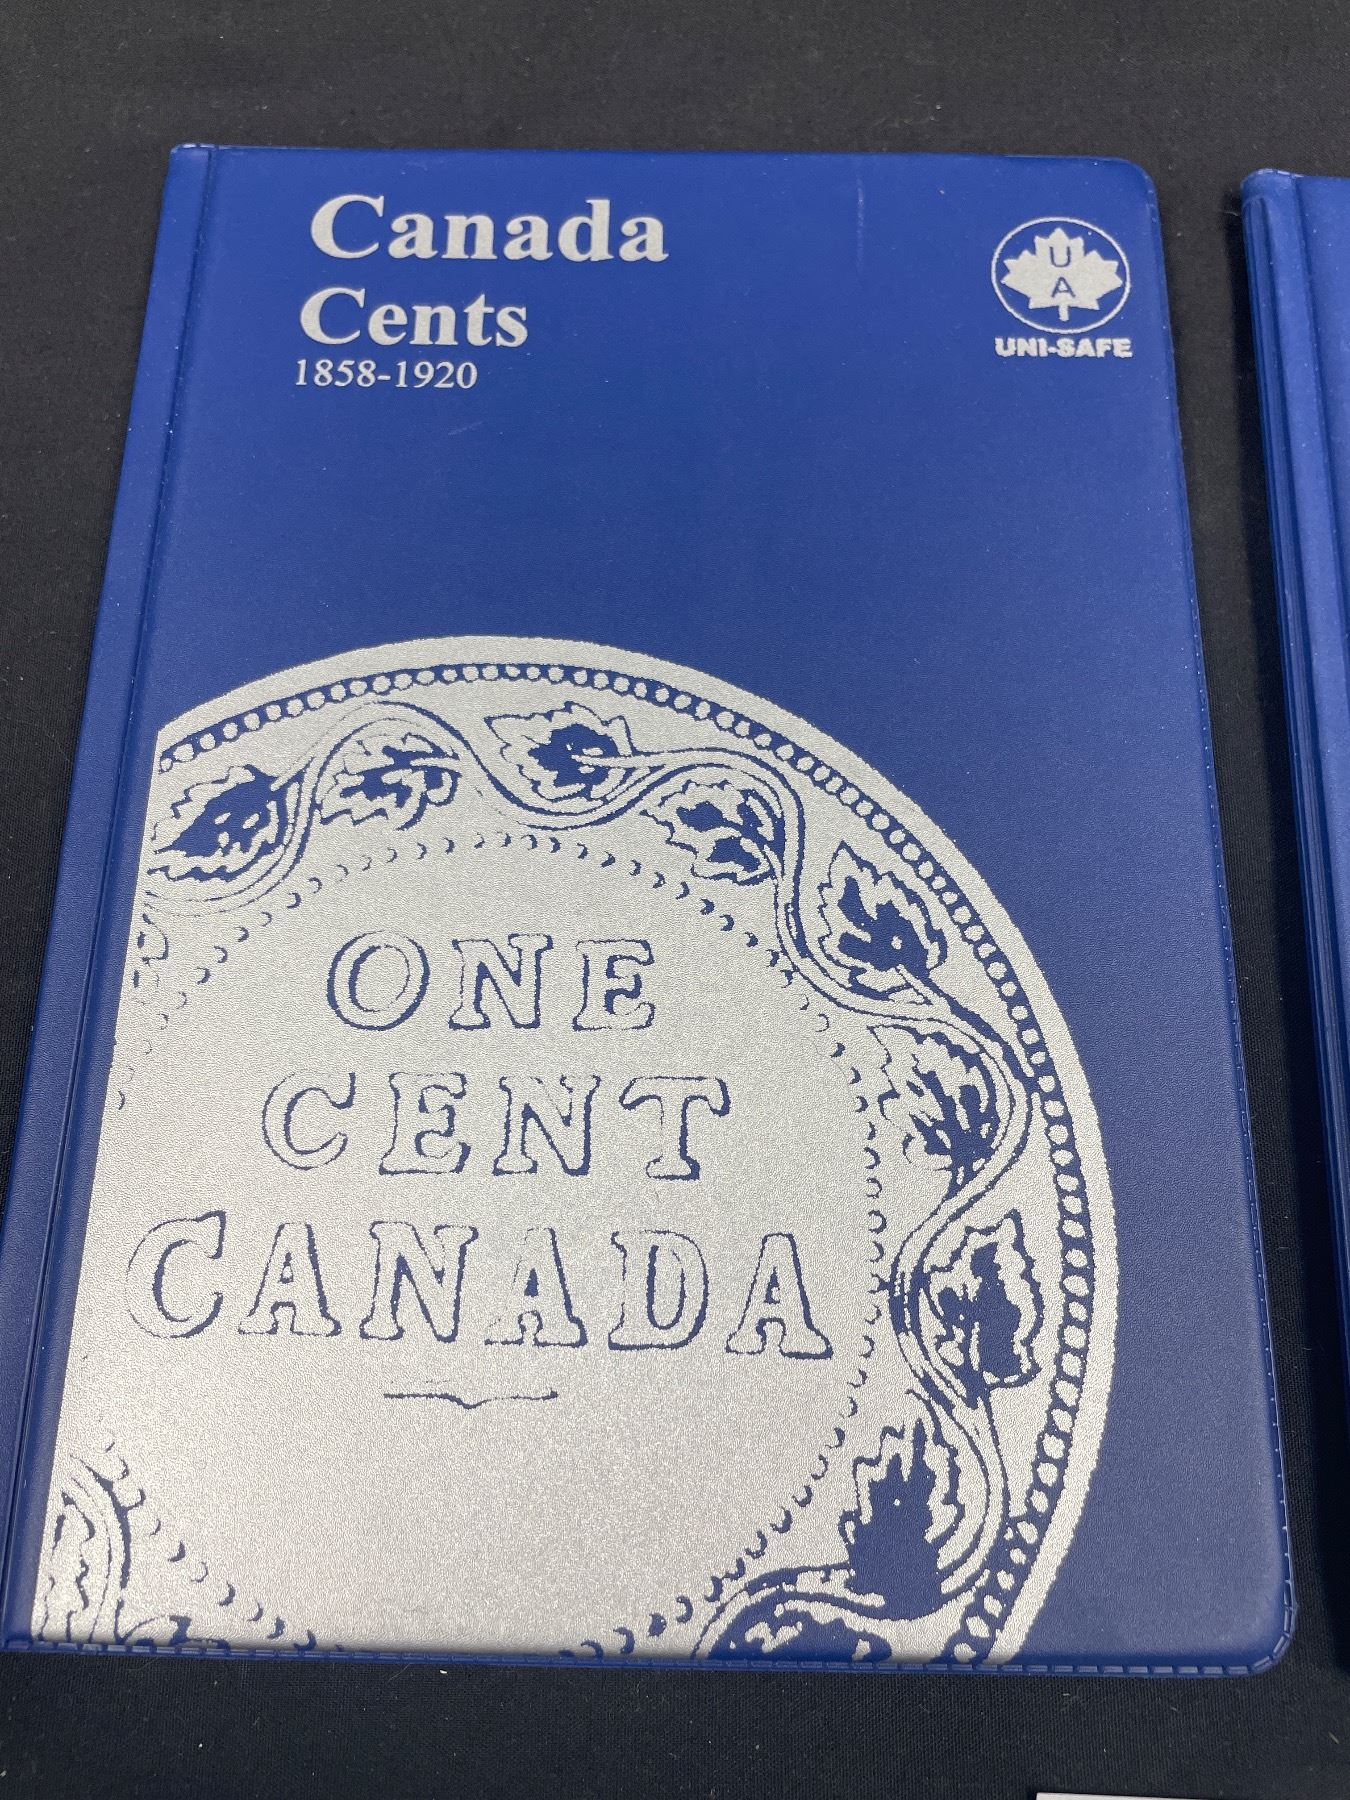 Canada
Cents
1858-1920
U
A
UNI-SAFE
ONE
CENT
CANADA